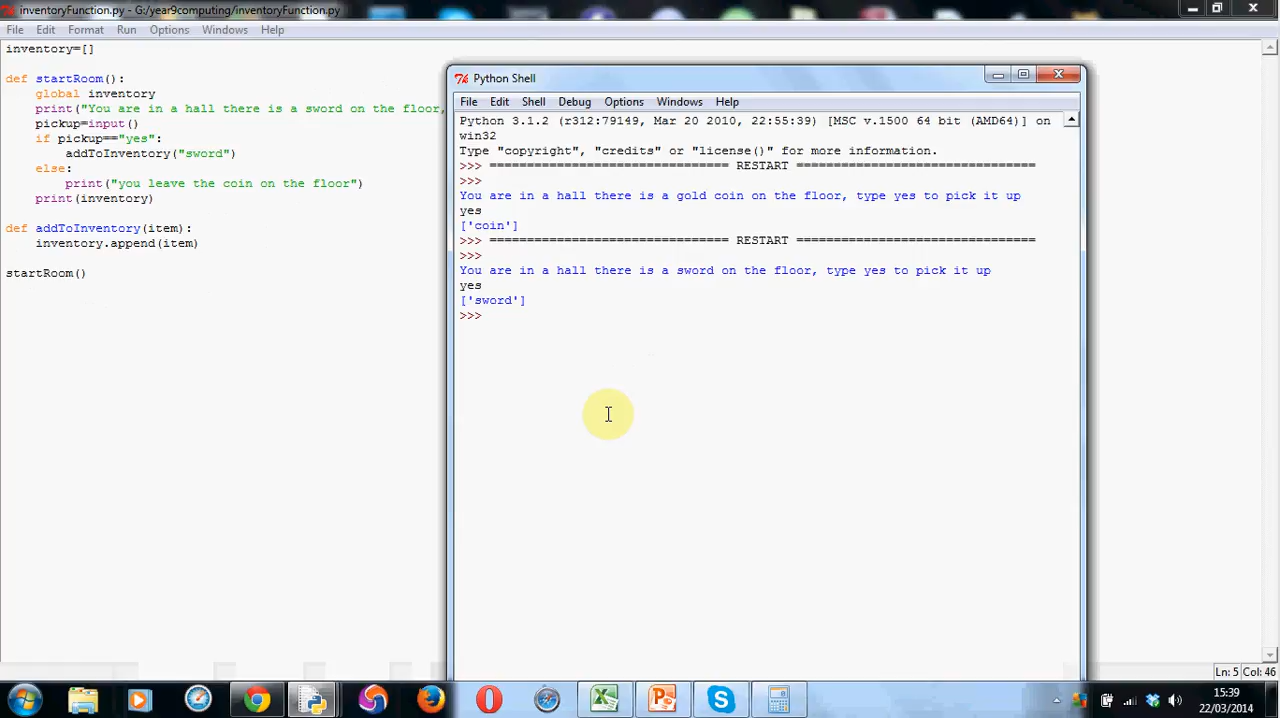 inventoryFunction.py - G:/year9computing/inventoryFunction.py
File Edit Format Run Options Windows Help
inventory=[]
def startRoom():
global inventory
print("You are in a hall there is a sword on the floor,
pickup=input()
if pickup=="yes":
addToInventory("sword")
else:
print("you leave the coin on the floor")
print(inventory)
def addToInventory(item):
inventory.append(item)
startRoom()
Python Shell
File Edit Shell Debug Options Windows Help
Python 3.1.2 (r312:79149, Mar 20 2010, 22:55:39) [MSC v.1500 64 bit (AMD64)] on
win32
Type "copyright", "credits" or "license()" for more information.
>>> ================================ RESTART ================================
>>>
You are in a hall there is a gold coin on the floor, type yes to pick it up
yes
['coin']
>>> ================================ RESTART ================================
>>>
You are in a hall there is a sword on the floor, type yes to pick it up
yes
['sword']
>>>
Ln: 5 Col: 46
15:39
22/03/2014